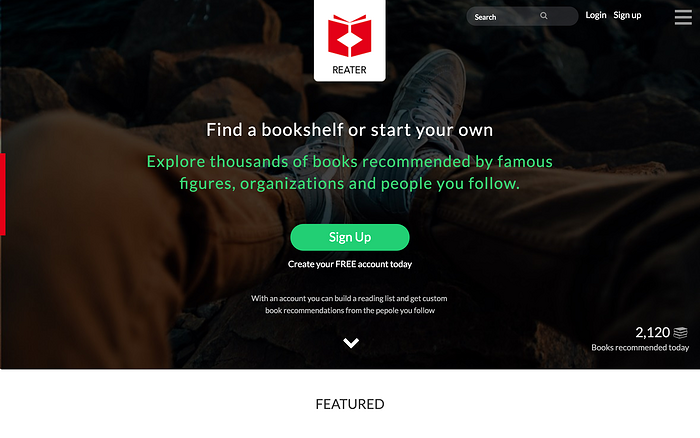 Search
Login Sign up
REATER
Find a bookshelf or start your own
Explore thousands of books recommended by famous
figures, organizations and people you follow.
Sign Up
Create your FREE account today
With an account you can build a reading list and get custom
book recommendations from the pepole you follow
2,120
Books recommended today
FEATURED